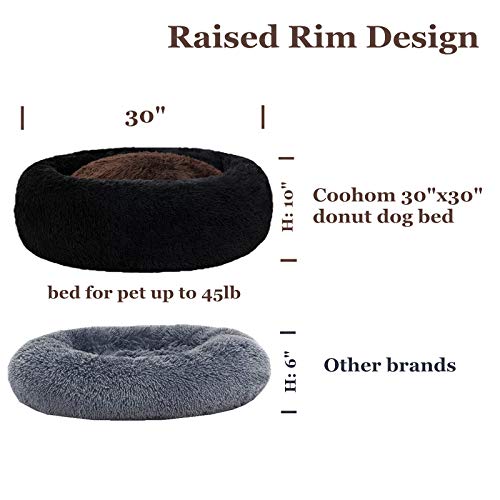 Raised Rim Design
30"
H: 10"
Coohom 30"x30"
donut dog bed
bed for pet up to 45lb
H: 6"
Other brands